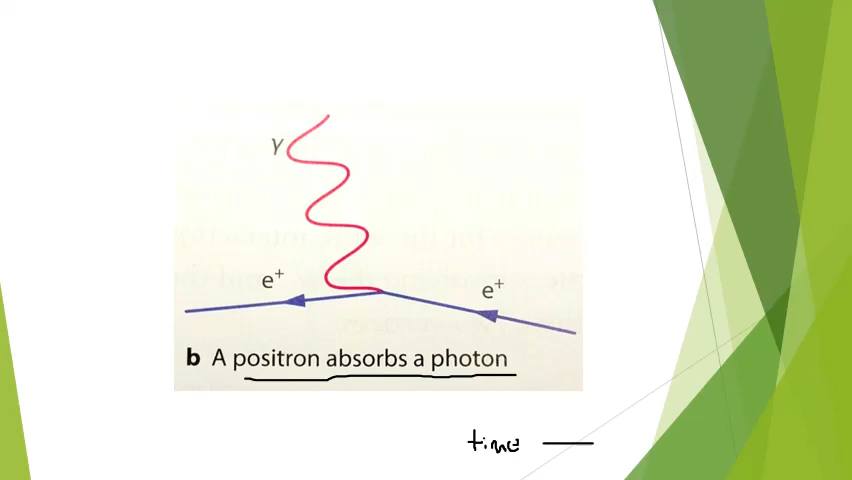 γ
e⁺
e⁺
b A positron absorbs a photon
time